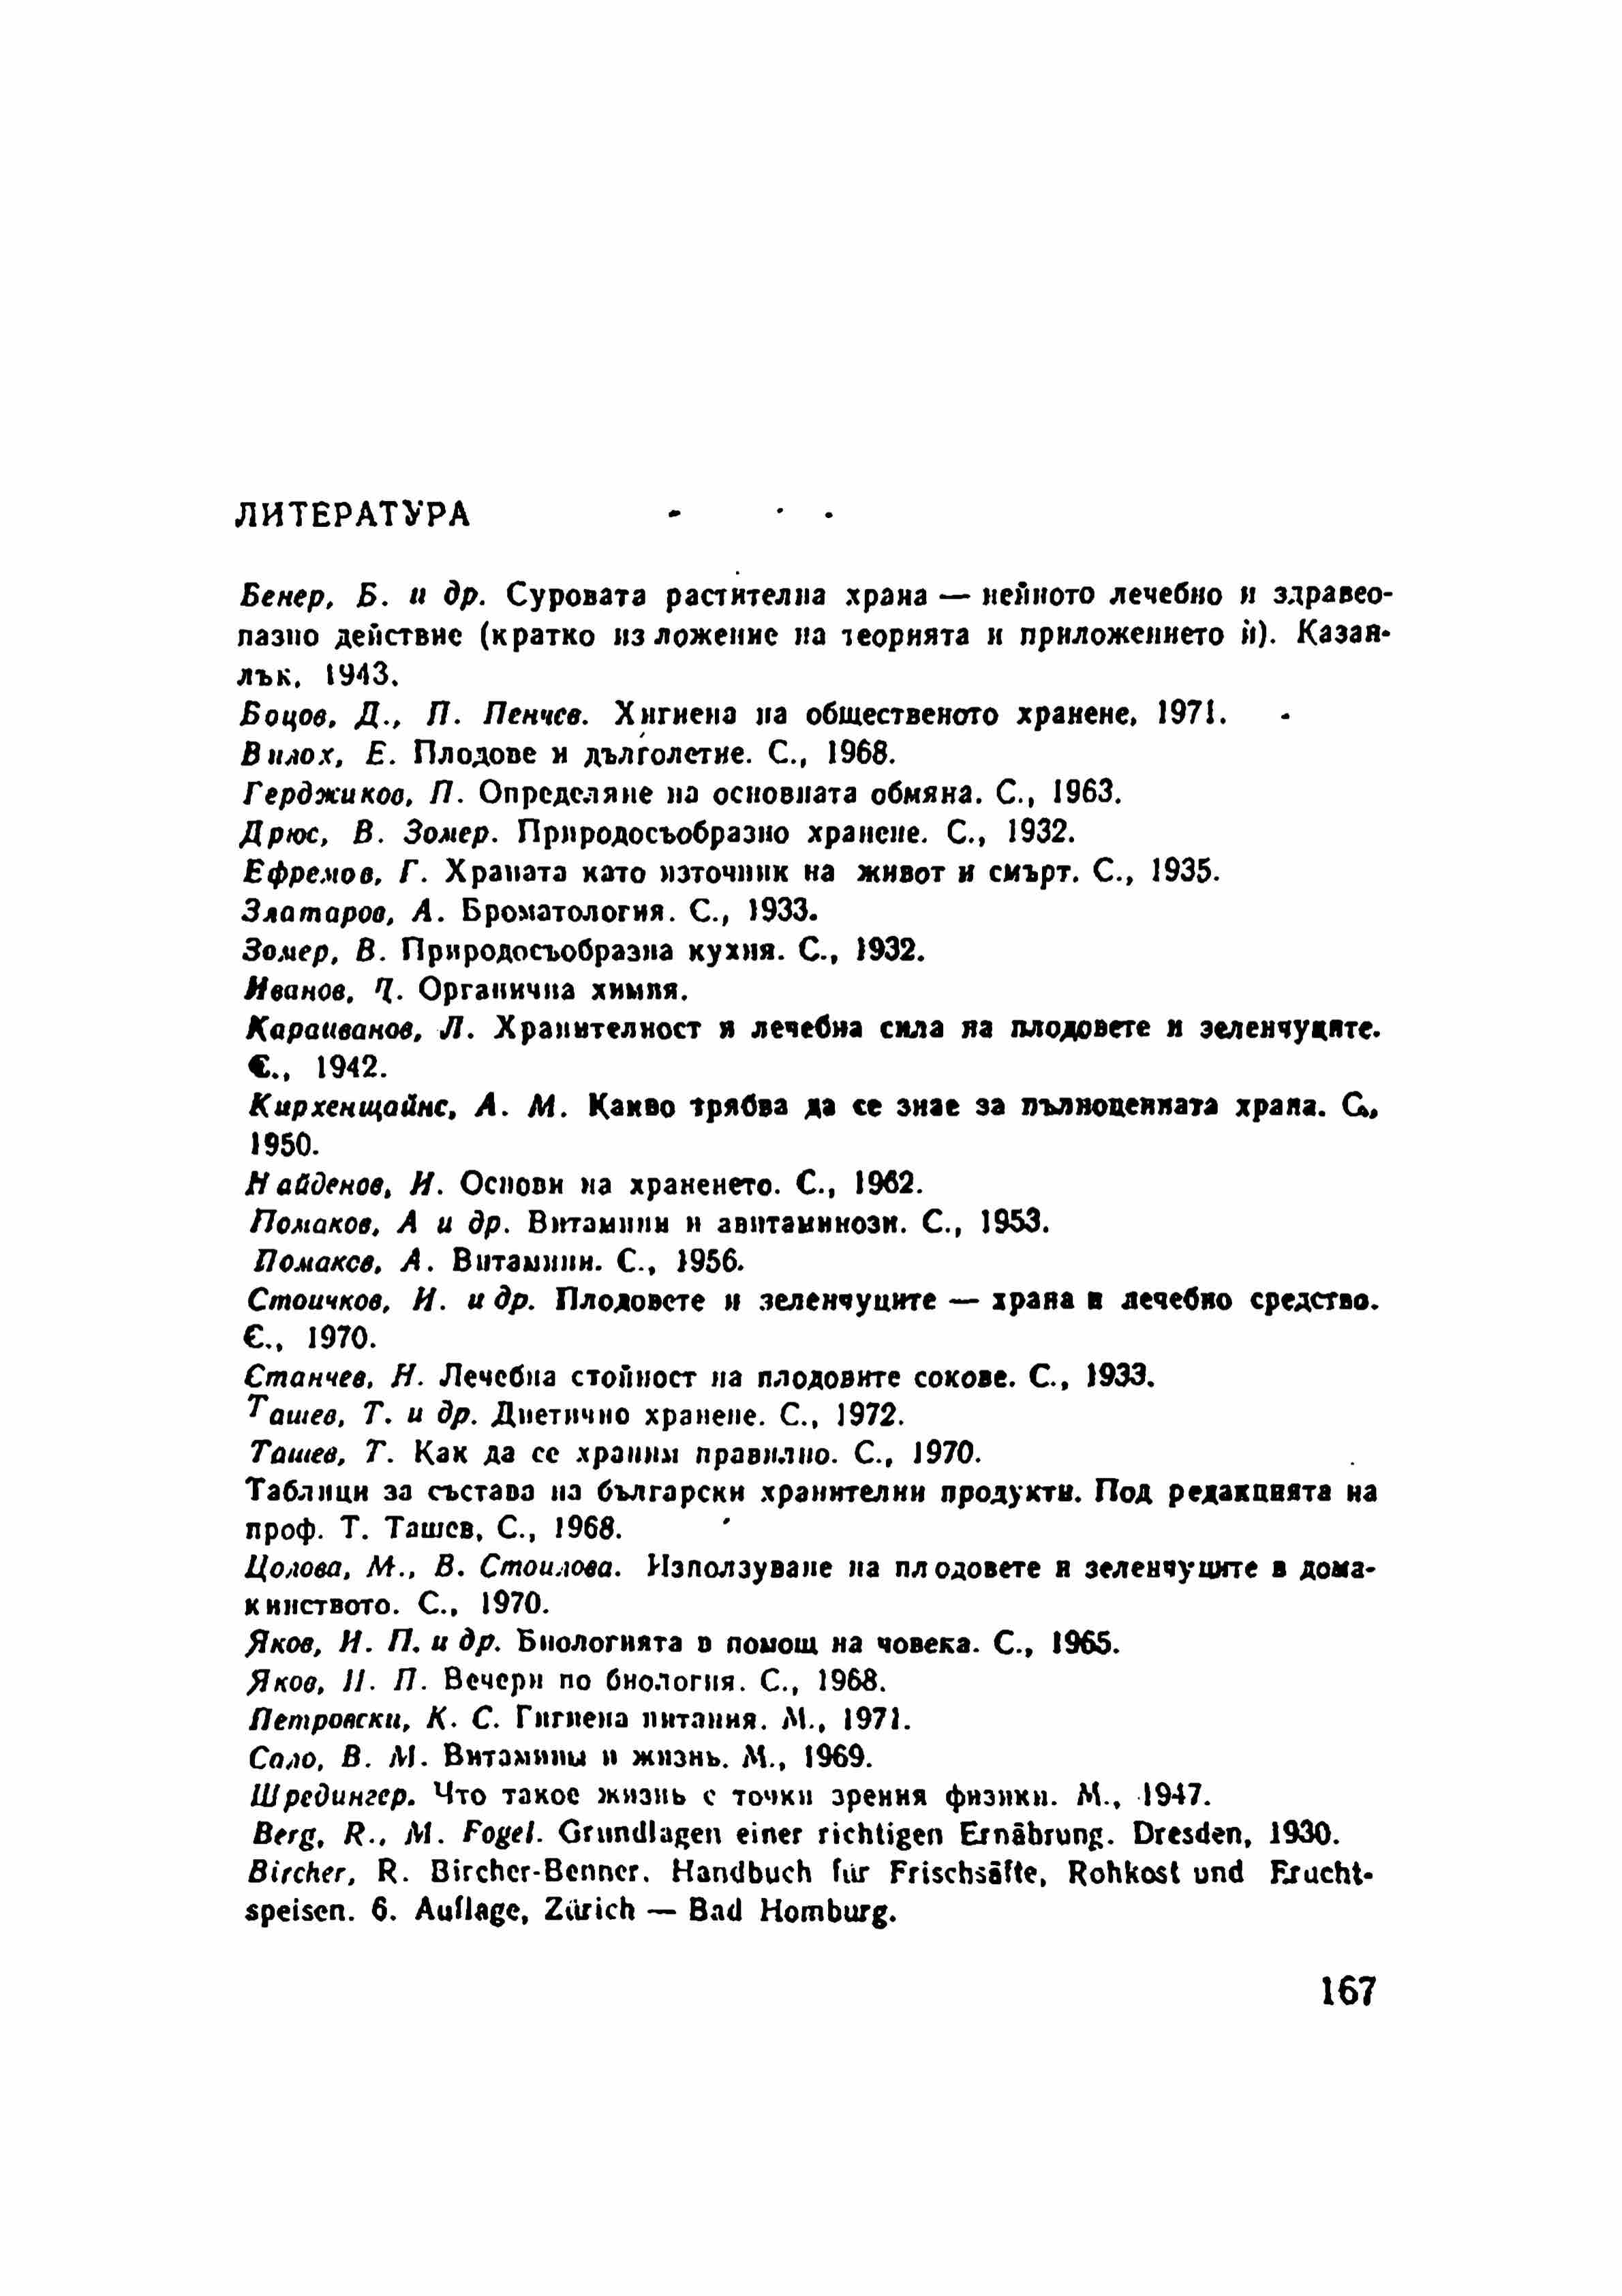 ЛИТЕРАТУРА
Бенер, Б. и др. Суровата растителна храна — нейното лечебно и здравео-
пазно действие (кратко изложение на теорията и приложението ѝ). Казан-
лък, 1943.
Боцов, Д., П. Пенчев. Хигиена на общественото хранене, 1971.
Вилох, Е. Плодове и дълголетие. С., 1968.
Герджиков, П. Определяне на основната обмяна. С., 1963.
Дрюс, В. Зомер. Природосъобразно хранене. С., 1932.
Ефремов, Г. Храната като източник на живот и смърт. С., 1935.
Златаров, А. Броматология. С., 1933.
Зомер, В. Природосъобразна кухня. С., 1932.
Иванов, Ч. Органична химия.
Караиванов, Л. Хранителност и лечебна сила на плодовете и зеленчуците.
С., 1942.
Кирхенщайнс, А. М. Какво трябва да се знае за пълноценната храна. С.,
1950.
Найденов, И. Основи на храненето. С., 1962.
Помаков, А и др. Витамини и авитаминози. С., 1953.
Помаков, А. Витамини. С., 1956.
Стоичков, И. и др. Плодовете и зеленчуците — храна и лечебно средство.
С., 1970.
Станчев, Н. Лечебна стойност на плодовите сокове. С., 1933.
Ташев, Т. и др. Диетично хранене. С., 1972.
Ташев, Т. Как да се храним правилно. С., 1970.
Таблици за състава на български хранителни продукти. Под редакцията на
проф. Т. Ташев, С., 1968.
Цолова, М., В. Стоилова. Използуване на плодовете и зеленчуците в дома-
кинството. С., 1970.
Яков, И. П. и др. Биологията в помощ на човека. С., 1965.
Яков, И. П. Вечери по биология. С., 1968.
Петровски, К. С. Гигиена питания. М., 1971.
Сало, В. М. Витамины и жизнь. М., 1969.
Шредингер. Что такое жизнь с точки зрения физики. М., 1947.
Berg, R., M. Fogel. Grundlagen einer richtigen Ernährung. Dresden, 1930.
Bircher, R. Bircher-Benner. Handbuch für Frischsäfte, Rohkost und Frucht-
speisen. 6. Auflage, Zürich — Bad Homburg.
167